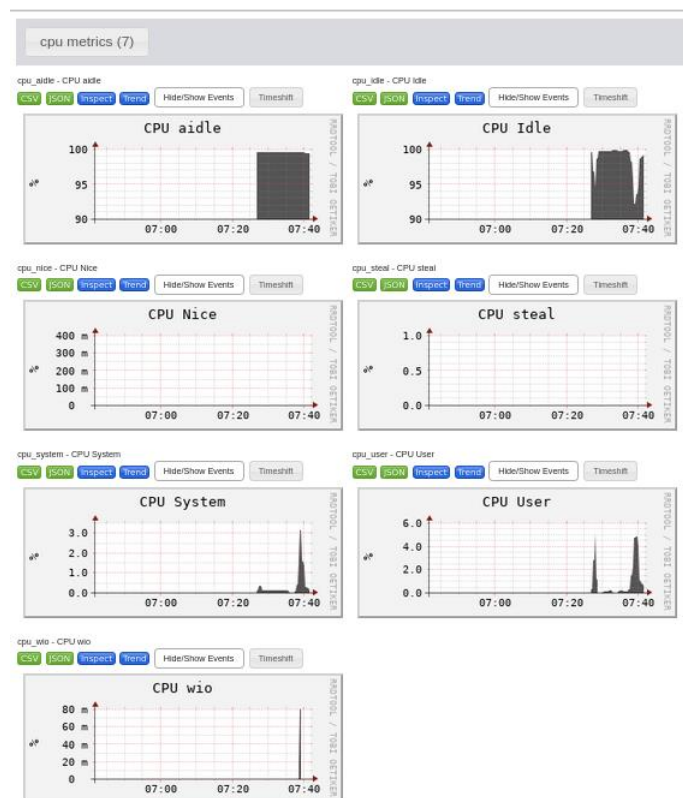 cpu metrics (7)
cpu_aidle - CPU aidle
CSV JSON Inspect Trend Hide/Show Events Timeshift
CPU aidle
100
95
90
%
07:00 07:20 07:40
RRDTOOL / TOBI OETIKER
cpu_idle - CPU Idle
CSV JSON Inspect Trend Hide/Show Events Timeshift
CPU Idle
100
95
90
%
07:00 07:20 07:40
RRDTOOL / TOBI OETIKER
cpu_nice - CPU Nice
CSV JSON Inspect Trend Hide/Show Events Timeshift
CPU Nice
400 m
300 m
200 m
100 m
0
%
07:00 07:20 07:40
RRDTOOL / TOBI OETIKER
cpu_steal - CPU steal
CSV JSON Inspect Trend Hide/Show Events Timeshift
CPU steal
1.0
0.5
0.0
%
07:00 07:20 07:40
RRDTOOL / TOBI OETIKER
cpu_system - CPU System
CSV JSON Inspect Trend Hide/Show Events Timeshift
CPU System
3.0
2.0
1.0
0.0
%
07:00 07:20 07:40
RRDTOOL / TOBI OETIKER
cpu_user - CPU User
CSV JSON Inspect Trend Hide/Show Events Timeshift
CPU User
6.0
4.0
2.0
0.0
%
07:00 07:20 07:40
RRDTOOL / TOBI OETIKER
cpu_wio - CPU wio
CSV JSON Inspect Trend Hide/Show Events Timeshift
CPU wio
80 m
60 m
40 m
20 m
0
%
07:00 07:20 07:40
RRDTOOL / TOBI OETIKER